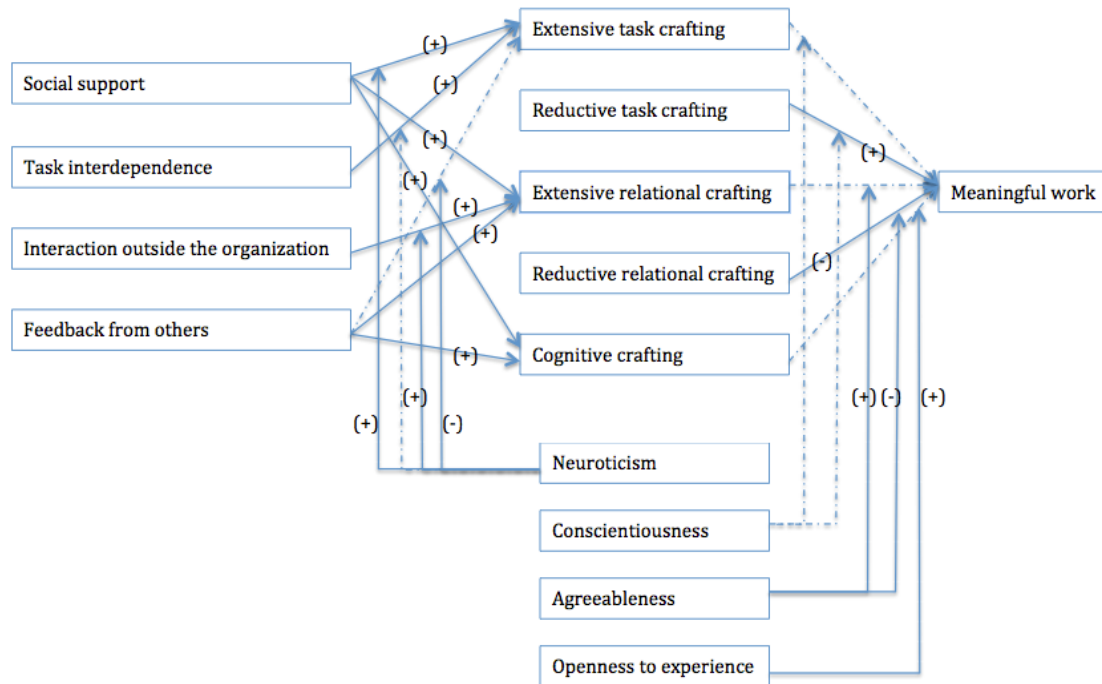 Extensive task crafting
(+)
Social support
(+)
Reductive task crafting
(+)
(+)
Task interdependence
(+)
Extensive relational crafting
Meaningful work
(+)
(+)
Interaction outside the organization
(-)
Reductive relational crafting
Feedback from others
(+)
Cognitive crafting
(+)
(+)
(-)
(+)
(-)
(+)
Neuroticism
Conscientiousness
Agreeableness
Openness to experience